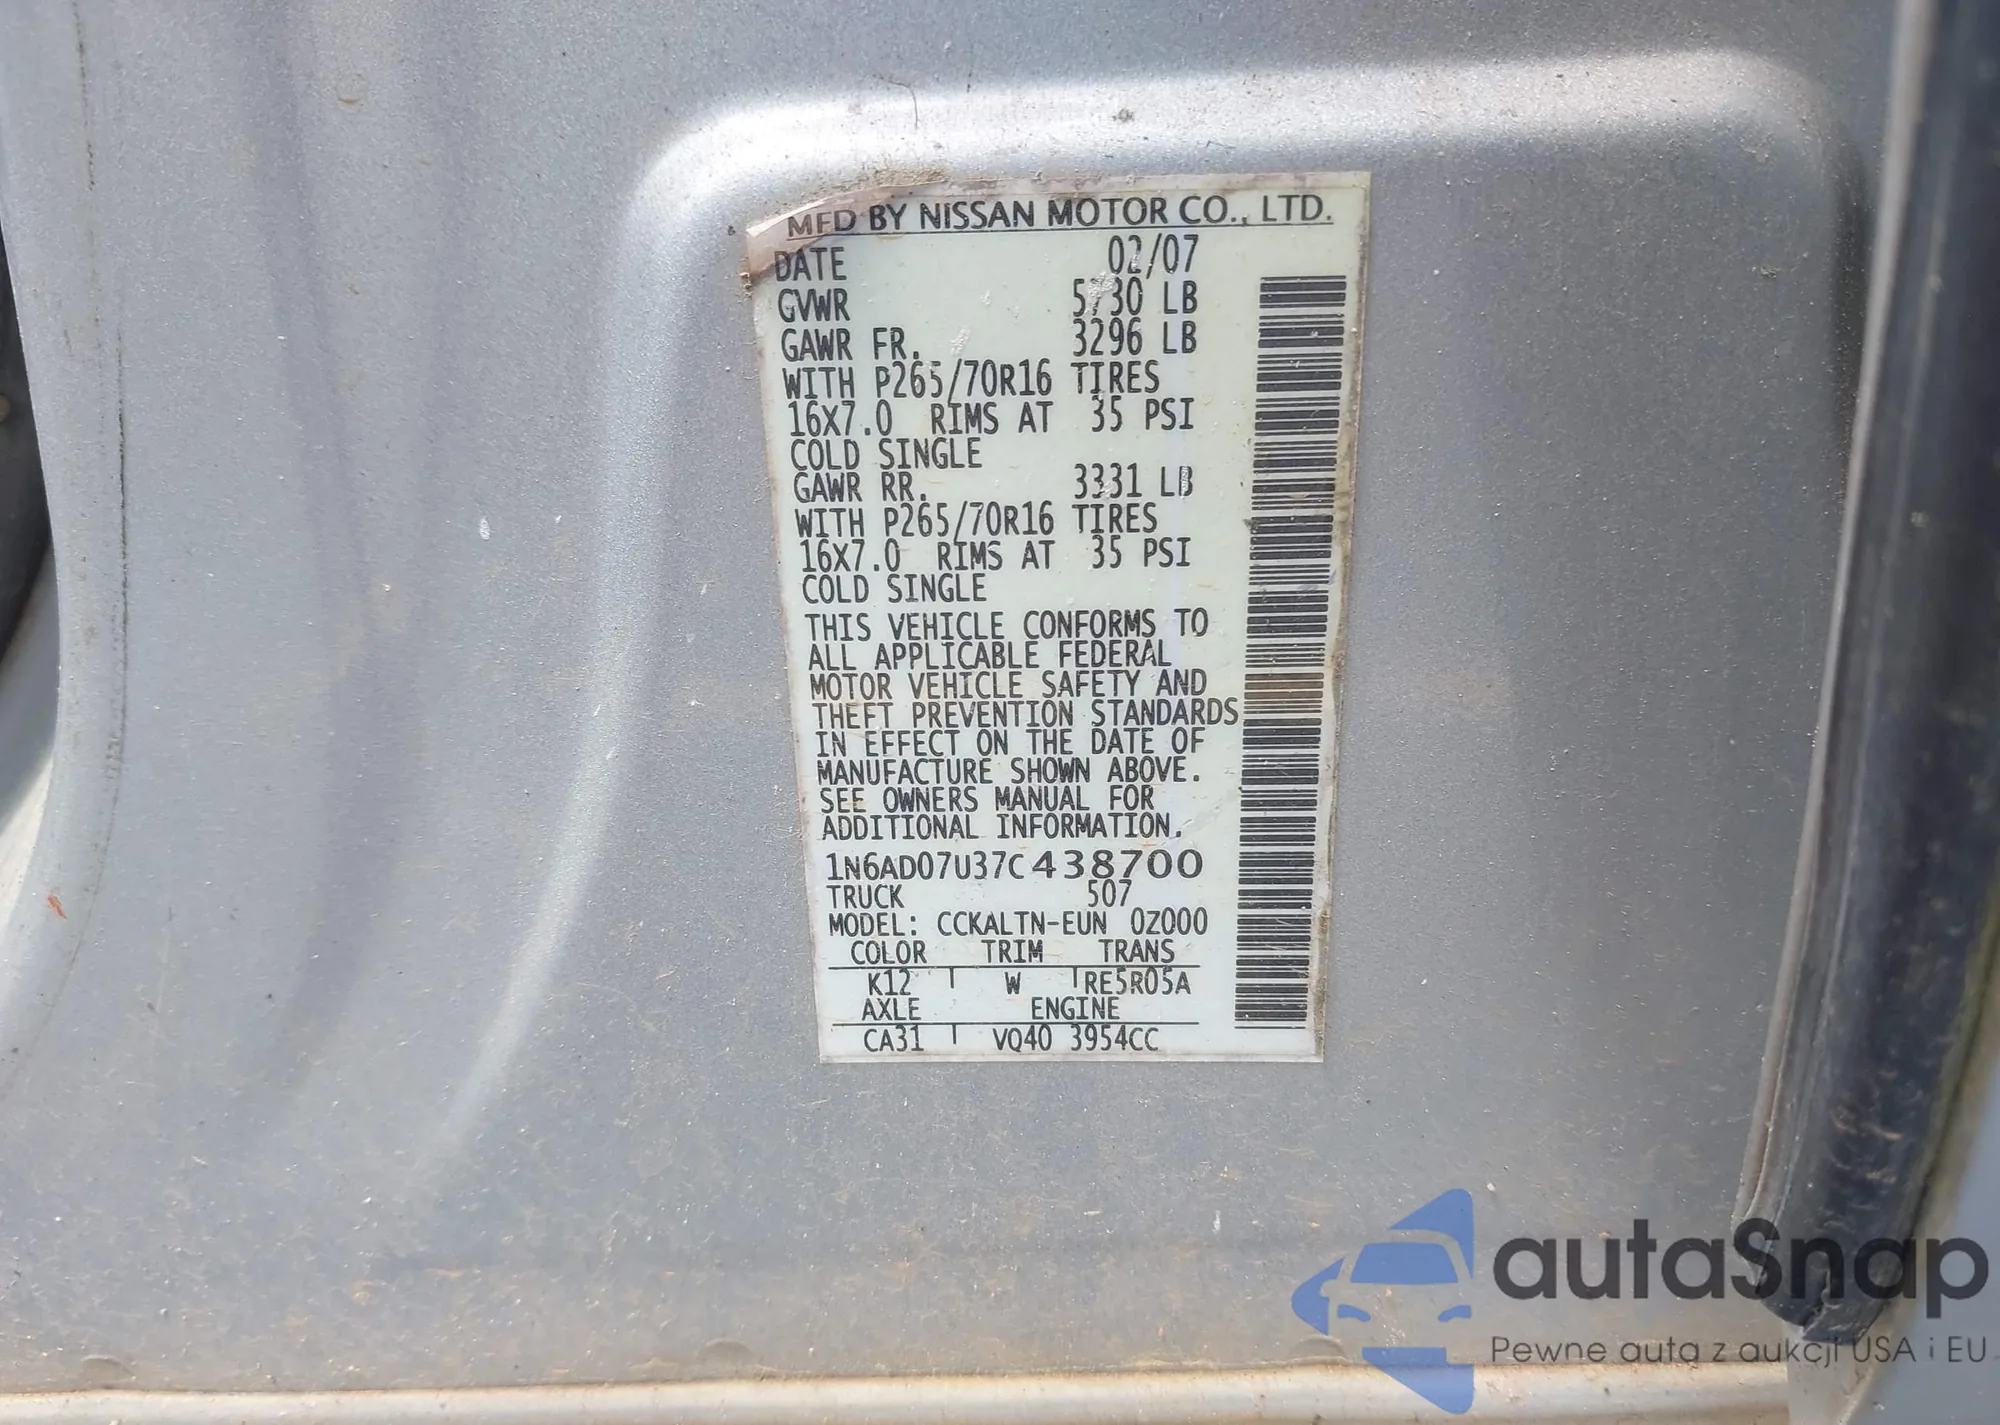 MFD BY NISSAN MOTOR CO., LTD.
DATE 02/07
GVWR 5730 LB
GAWR FR. 3296 LB
WITH P265/70R16 TIRES
16X7.0 RIMS AT 35 PSI
COLD SINGLE
GAWR RR. 3331 LB
WITH P265/70R16 TIRES
16X7.0 RIMS AT 35 PSI
COLD SINGLE
THIS VEHICLE CONFORMS TO
ALL APPLICABLE FEDERAL
MOTOR VEHICLE SAFETY AND
THEFT PREVENTION STANDARDS
IN EFFECT ON THE DATE OF
MANUFACTURE SHOWN ABOVE.
SEE OWNERS MANUAL FOR
ADDITIONAL INFORMATION.
1N6AD07U37C438700
TRUCK 507
MODEL: CCKALTN-EUN 0Z000
COLOR TRIM TRANS
K12 W RE5R05A
AXLE ENGINE
CA31 VQ40 3954CC
autaSnap
Pewne auta z aukcji USA i EU